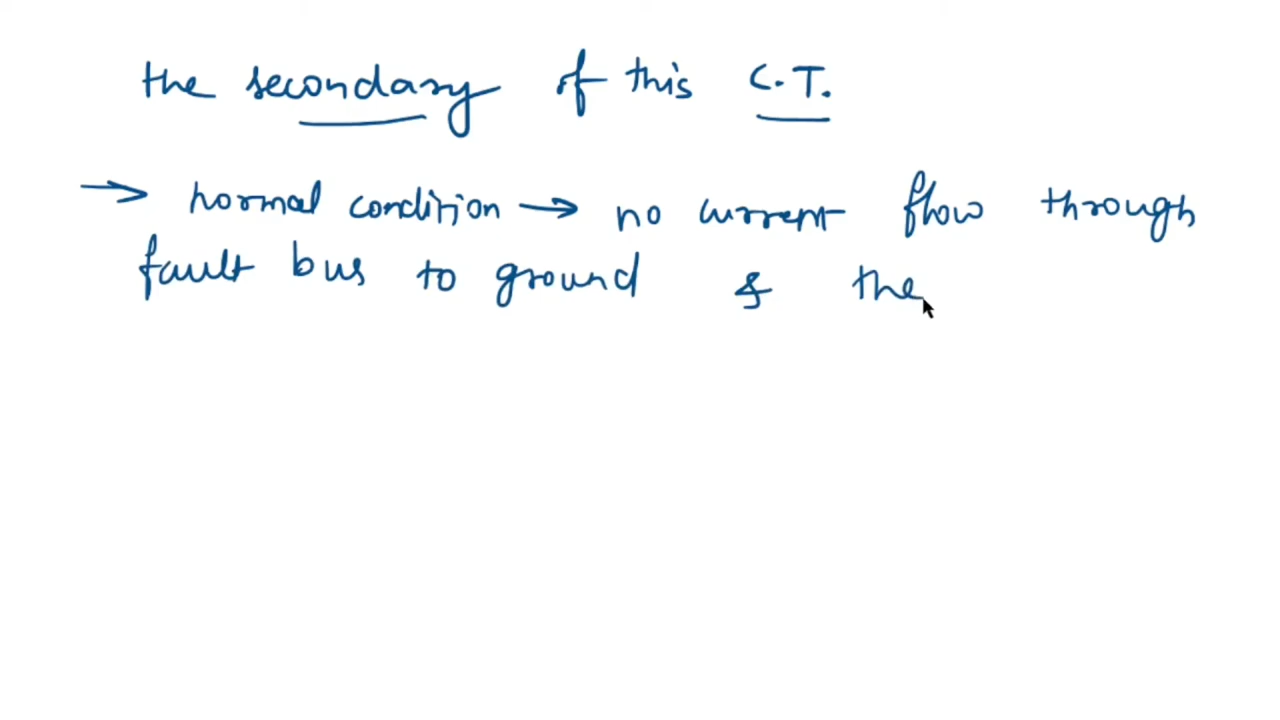 the secondary of this C.T.
→ normal condition → no current flow through
fault bus to ground & the